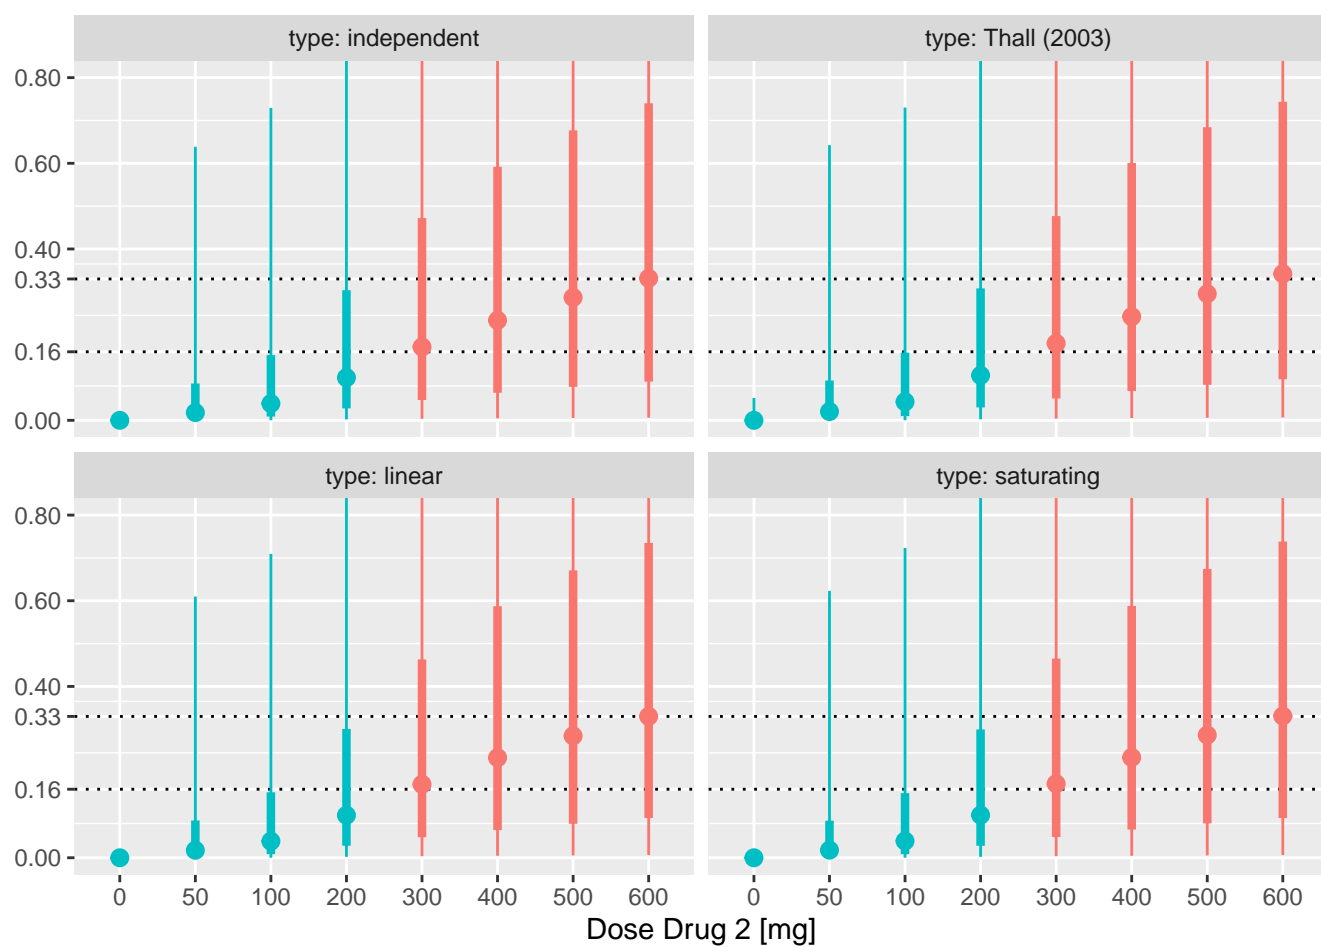 type: independent
type: Thall (2003)
0.80
0.60
0.40
0.33
0.16
0.00
type: linear
type: saturating
0.80
0.60
0.40
0.33
0.16
0.00
0 50 100 200 300 400 500 600
0 50 100 200 300 400 500 600
Dose Drug 2 [mg]